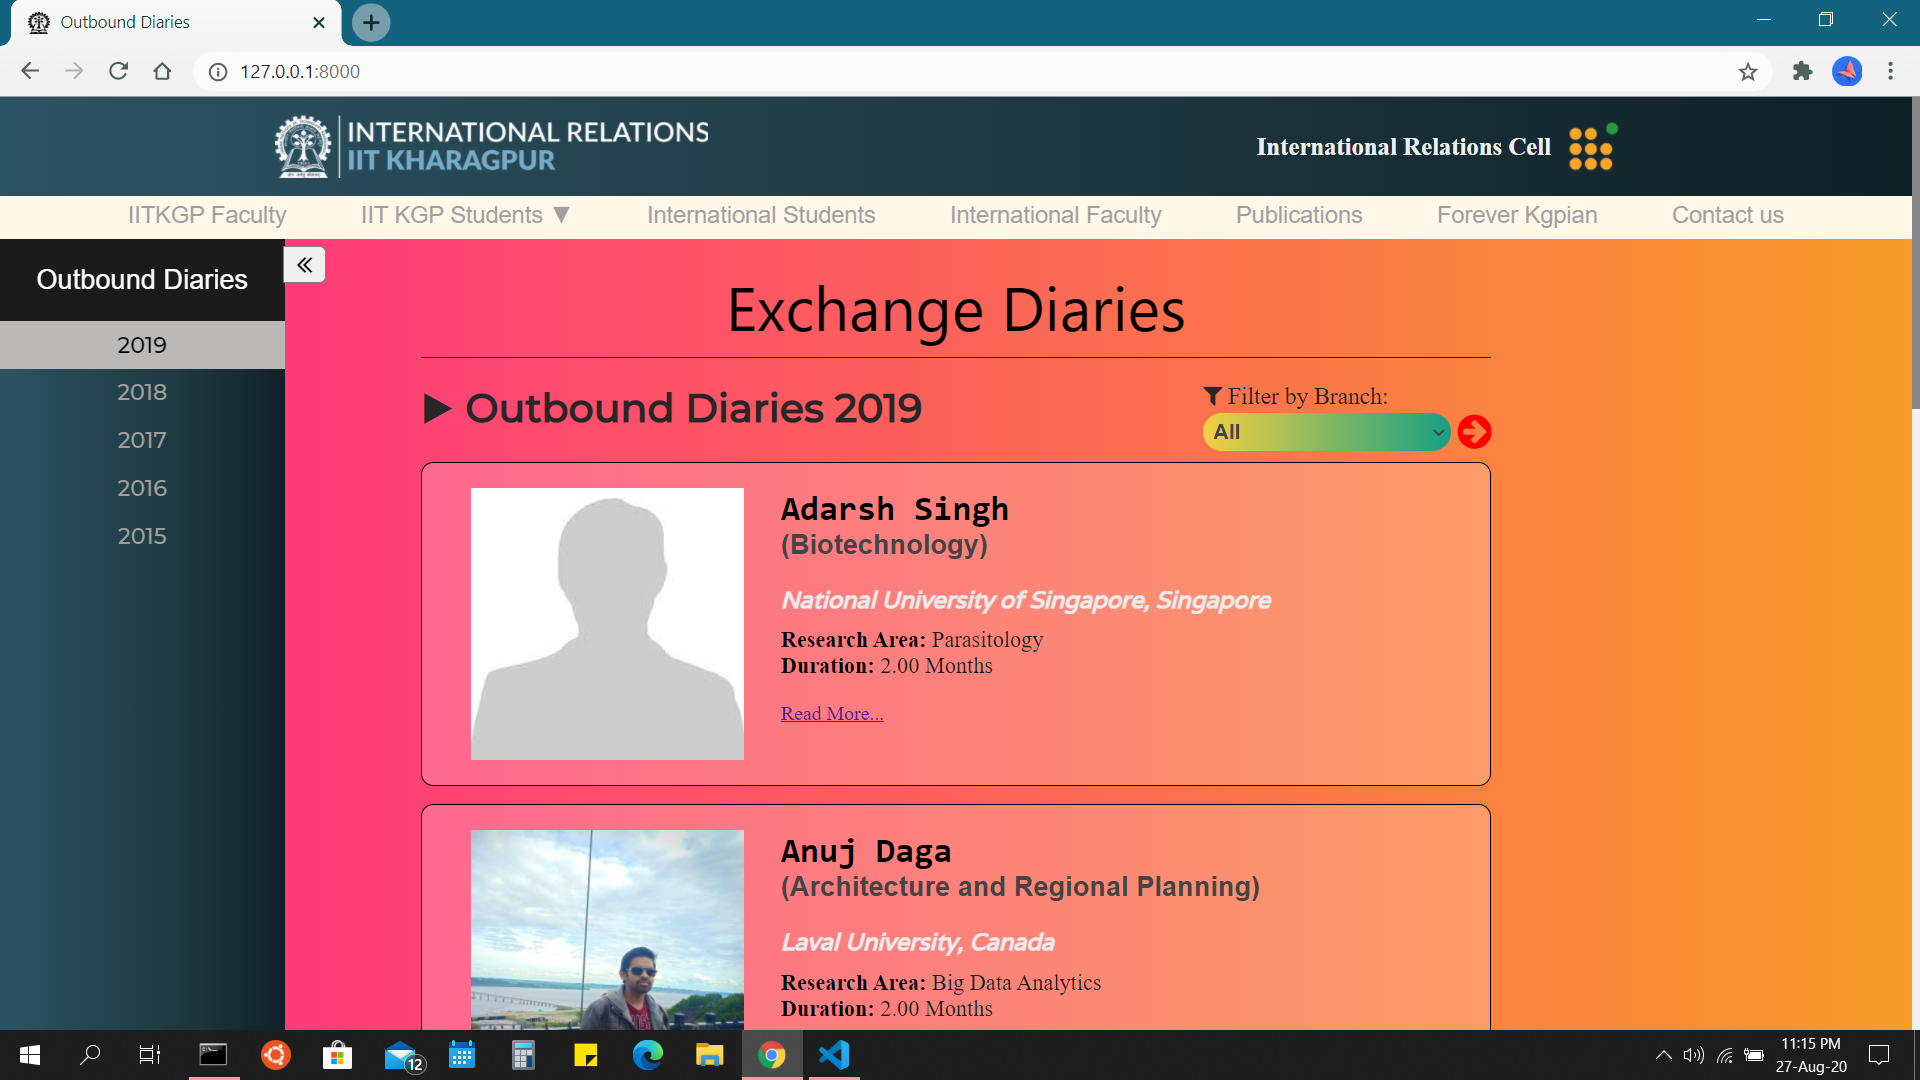 Outbound Diaries
127.0.0.1:8000
INTERNATIONAL RELATIONS
IIT KHARAGPUR
International Relations Cell
IITKGP Faculty
IIT KGP Students ▼
International Students
International Faculty
Publications
Forever Kgpian
Contact us
Outbound Diaries
2019
2018
2017
2016
2015
Exchange Diaries
Outbound Diaries 2019
Filter by Branch:
All
Adarsh Singh
(Biotechnology)
National University of Singapore, Singapore
Research Area: Parasitology
Duration: 2.00 Months
Read More...
Anuj Daga
(Architecture and Regional Planning)
Laval University, Canada
Research Area: Big Data Analytics
Duration: 2.00 Months
12
11:15 PM
27-Aug-20